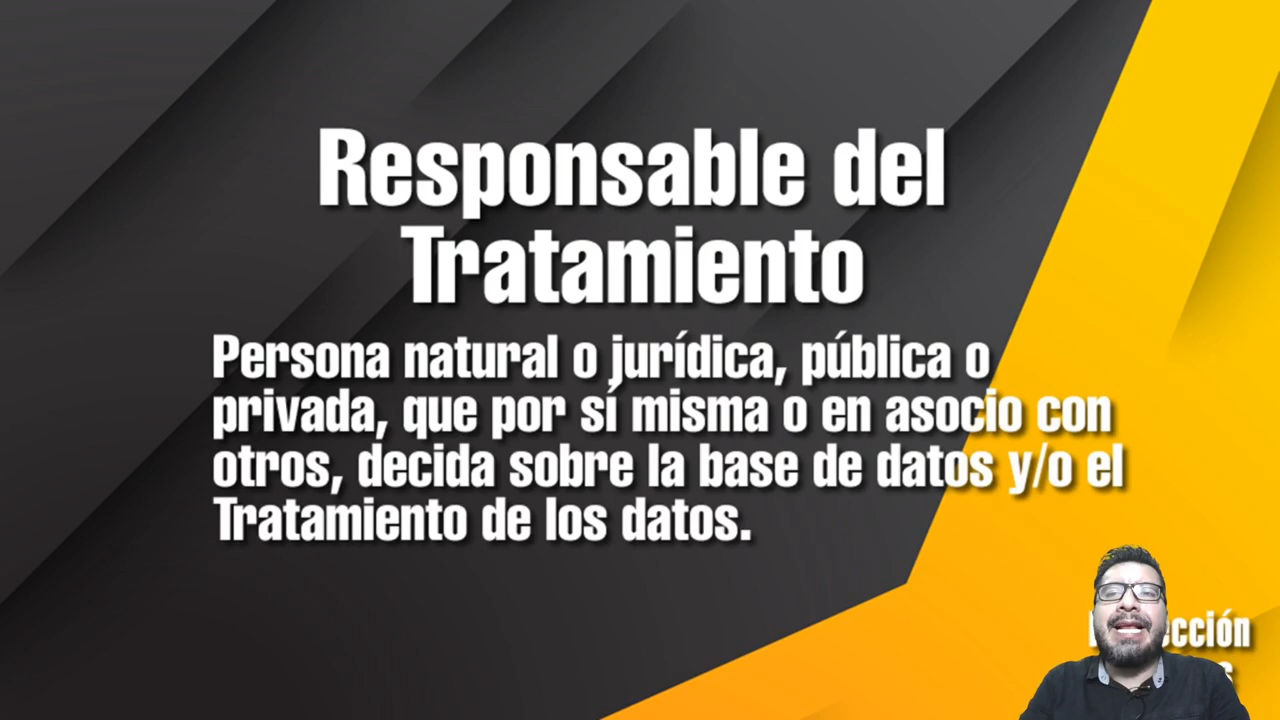 Responsable del
Tratamiento
Persona natural o jurídica, pública o
privada, que por sí misma o en asocio con
otros, decida sobre la base de datos y/o el
Tratamiento de los datos.